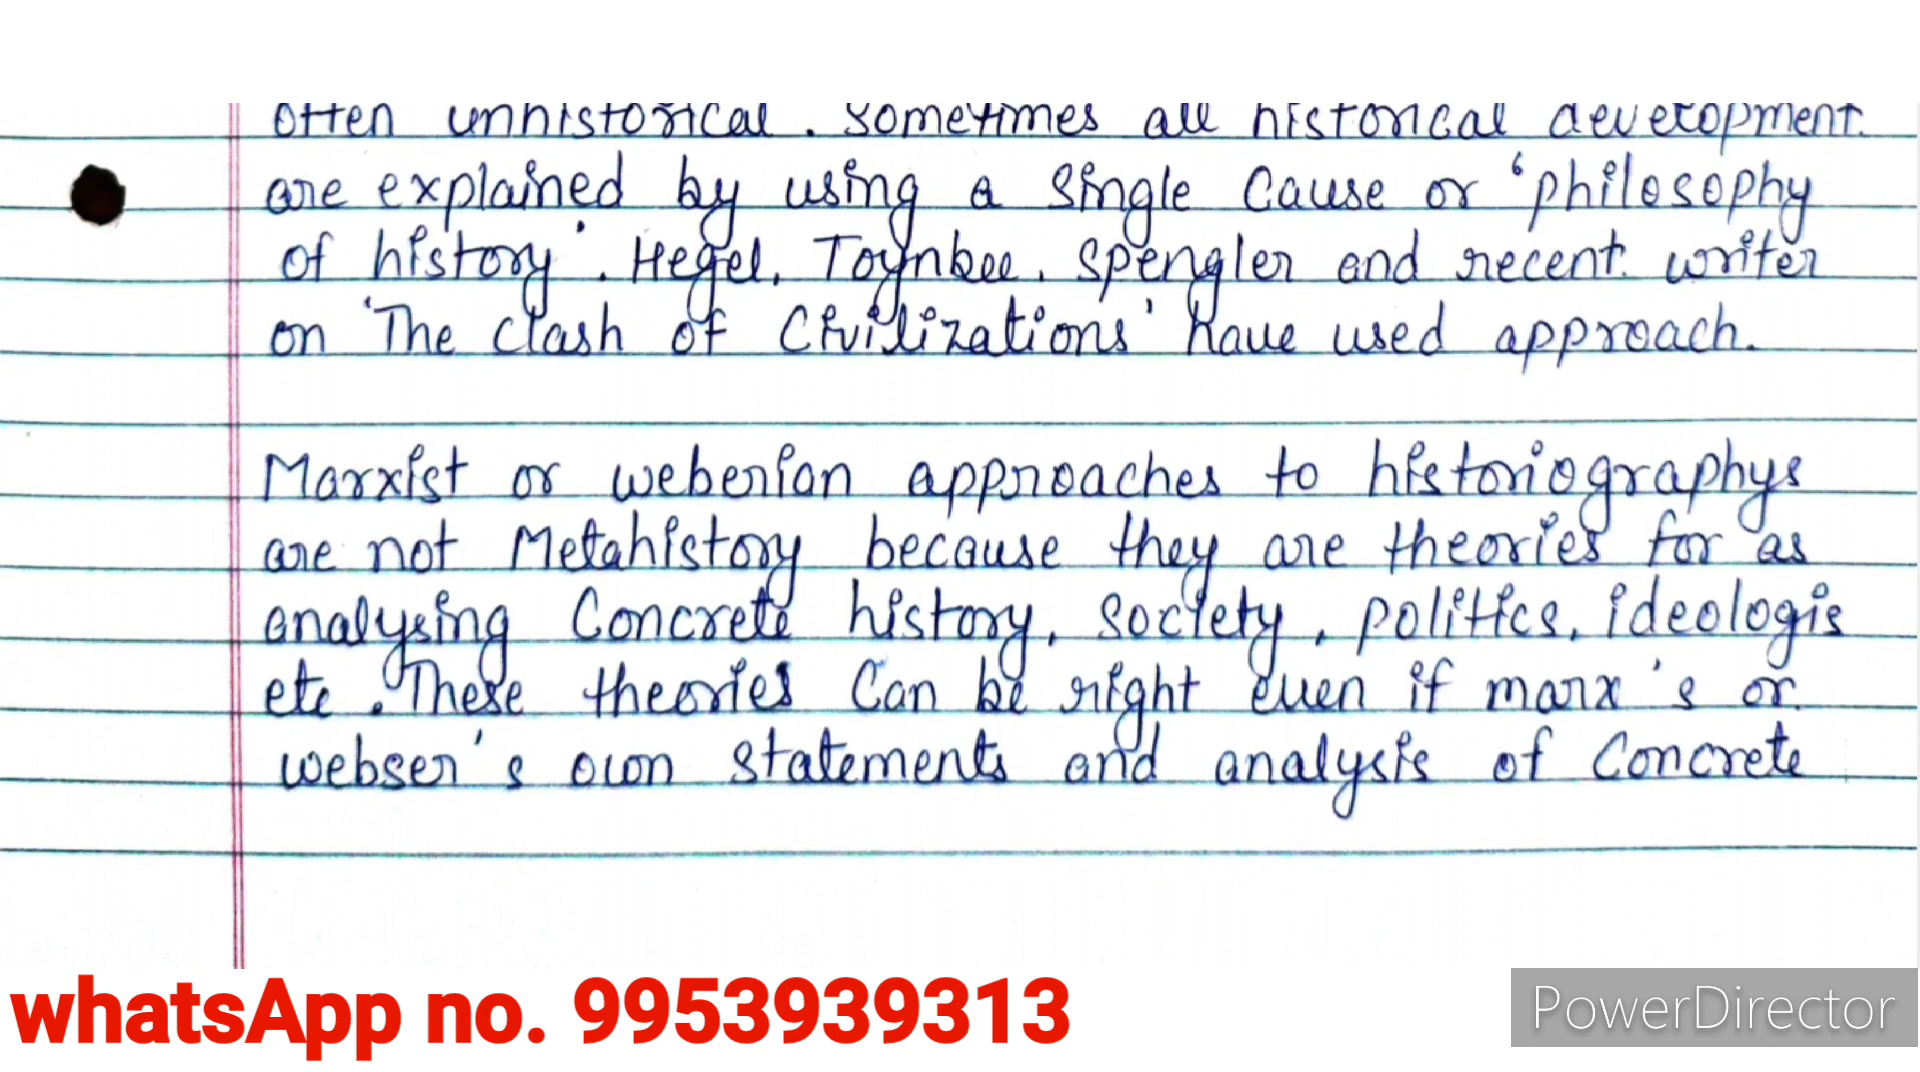 often unhistorical. Sometimes all historical development.
are explained by using a single Cause or 'philosophy
of history'. Hegel, Toynbee, Spengler and recent writer
on 'The Clash of Civilizations' have used approach.
Marxist or weberian approaches to historiographys
are not Metahistory because they are theories for as
analysing Concrete history, society, politics, ideologis
etc. These theories Can be right even if marx's or
webser's own statements and analysis of Concrete
whatsApp no. 9953939313
PowerDirector